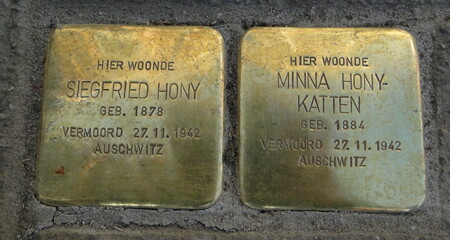 HIER WOONDE
SIEGFRIED HONY
GEB. 1878
VERMOORD 27.11.1942
AUSCHWITZ
HIER WOONDE
MINNA HONY-
KATTEN
GEB. 1884
VERMOORD 27.11.1942
AUSCHWITZ